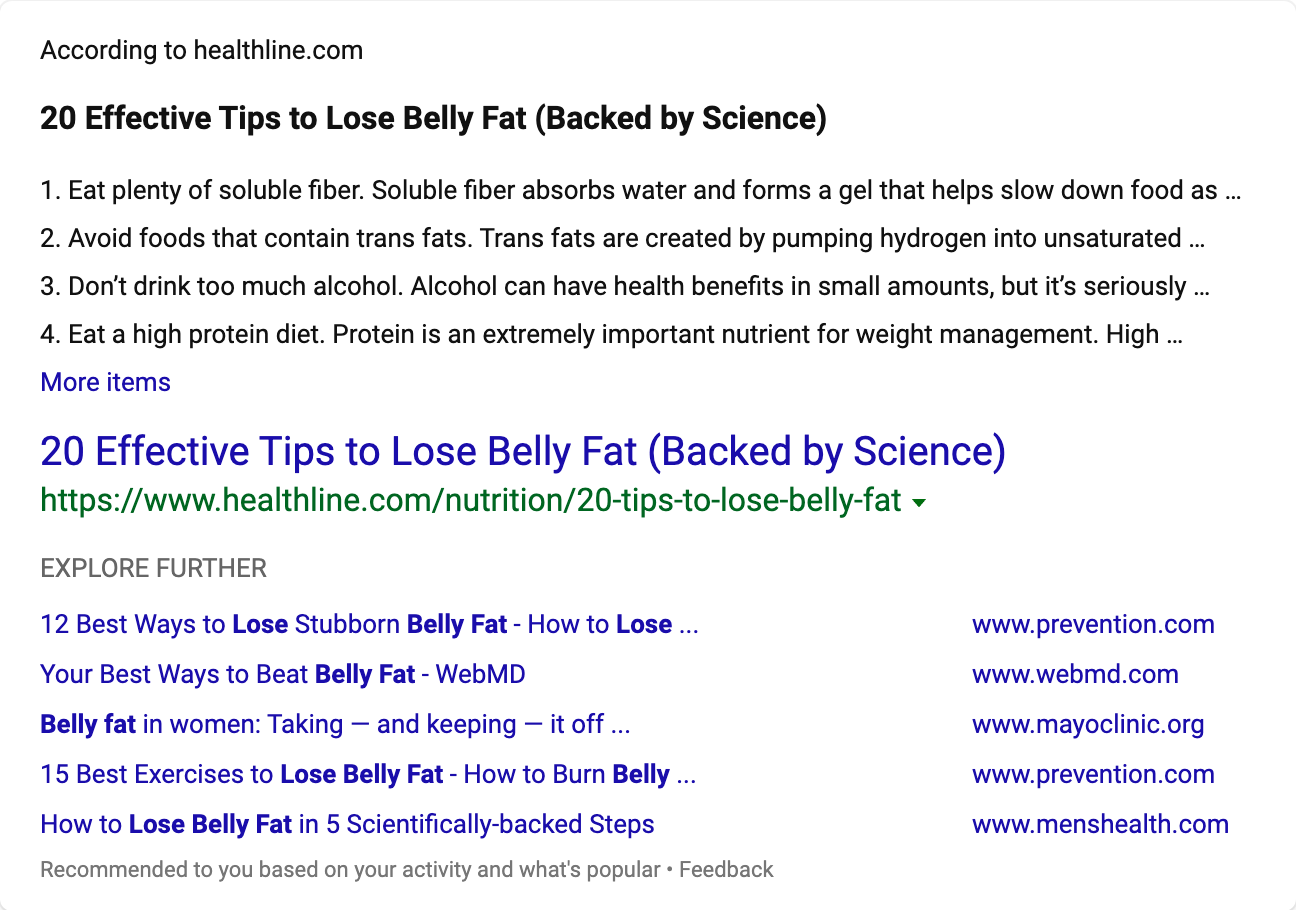 According to healthline.com
20 Effective Tips to Lose Belly Fat (Backed by Science)
1. Eat plenty of soluble fiber. Soluble fiber absorbs water and forms a gel that helps slow down food as ...
2. Avoid foods that contain trans fats. Trans fats are created by pumping hydrogen into unsaturated ...
3. Don’t drink too much alcohol. Alcohol can have health benefits in small amounts, but it’s seriously ...
4. Eat a high protein diet. Protein is an extremely important nutrient for weight management. High ...
More items
20 Effective Tips to Lose Belly Fat (Backed by Science)
https://www.healthline.com/nutrition/20-tips-to-lose-belly-fat
EXPLORE FURTHER
12 Best Ways to Lose Stubborn Belly Fat - How to Lose ... www.prevention.com
Your Best Ways to Beat Belly Fat - WebMD www.webmd.com
Belly fat in women: Taking — and keeping — it off ... www.mayoclinic.org
15 Best Exercises to Lose Belly Fat - How to Burn Belly ... www.prevention.com
How to Lose Belly Fat in 5 Scientifically-backed Steps www.menshealth.com
Recommended to you based on your activity and what's popular • Feedback